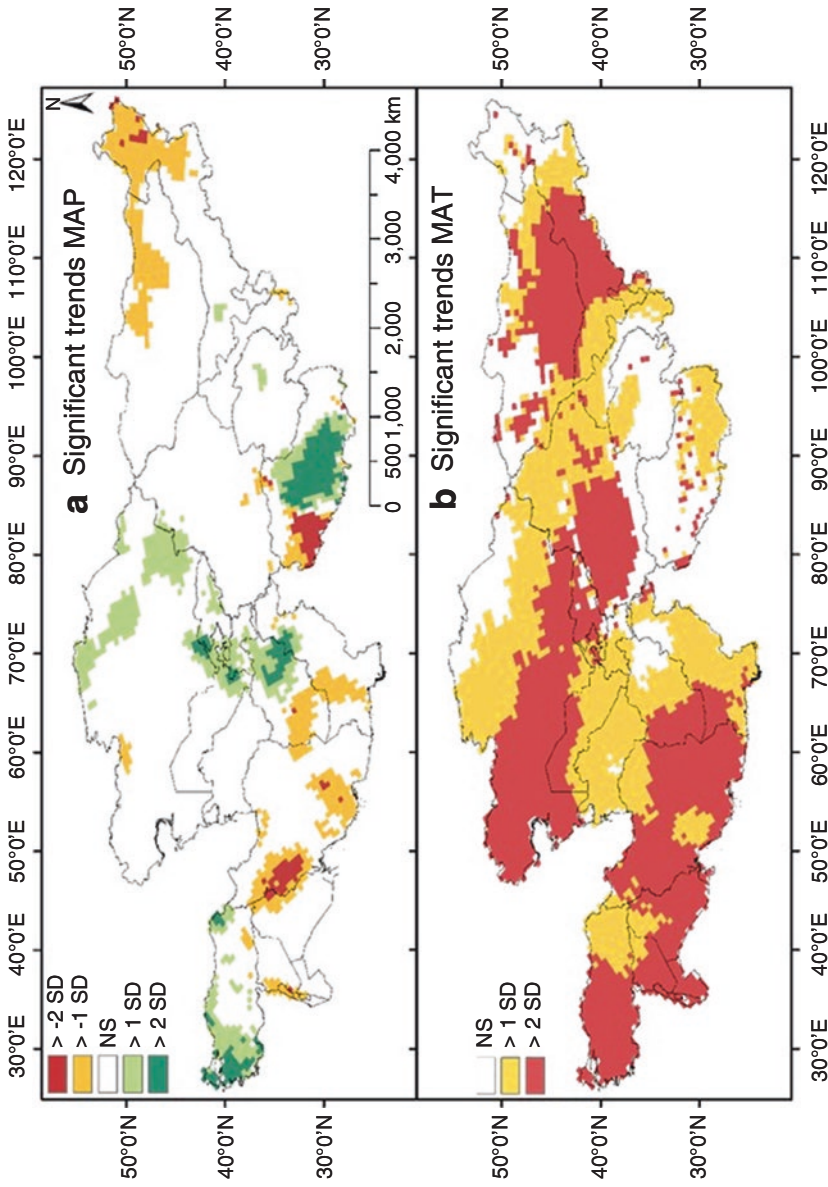 30°0'E 40°0'E 50°0'E 60°0'E 70°0'E 80°0'E 90°0'E 100°0'E 110°0'E 120°0'E
50°0'N
40°0'N
30°0'N
50°0'N
40°0'N
30°0'N
> -2 SD
> -1 SD
NS
> 1 SD
> 2 SD
a Significant trends MAP
N
0 500 1,000 2,000 3,000 4,000 km
b Significant trends MAT
NS
> 1 SD
> 2 SD
50°0'N
40°0'N
30°0'N
50°0'N
40°0'N
30°0'N
30°0'E 40°0'E 50°0'E 60°0'E 70°0'E 80°0'E 90°0'E 100°0'E 110°0'E 120°0'E